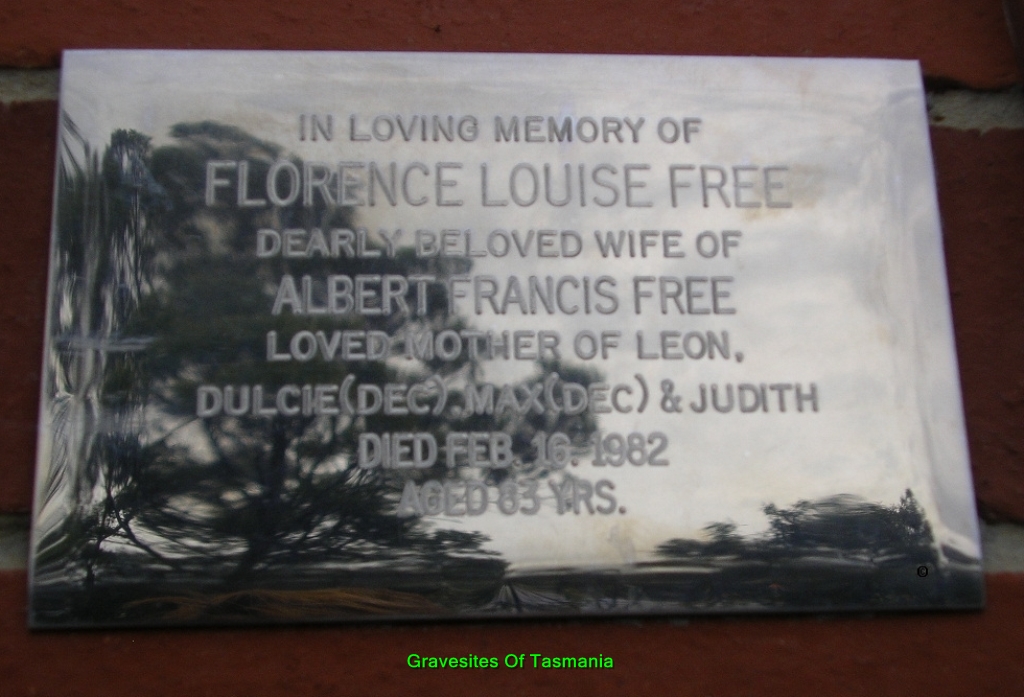 IN LOVING MEMORY OF
FLORENCE LOUISE FREE
DEARLY BELOVED WIFE OF
ALBERT FRANCIS FREE
LOVED MOTHER OF LEON,
DULCIE(DEC), MAX(DEC) & JUDITH
DIED FEB. 16. 1982
AGED 83 YRS.
©
Gravesites Of Tasmania